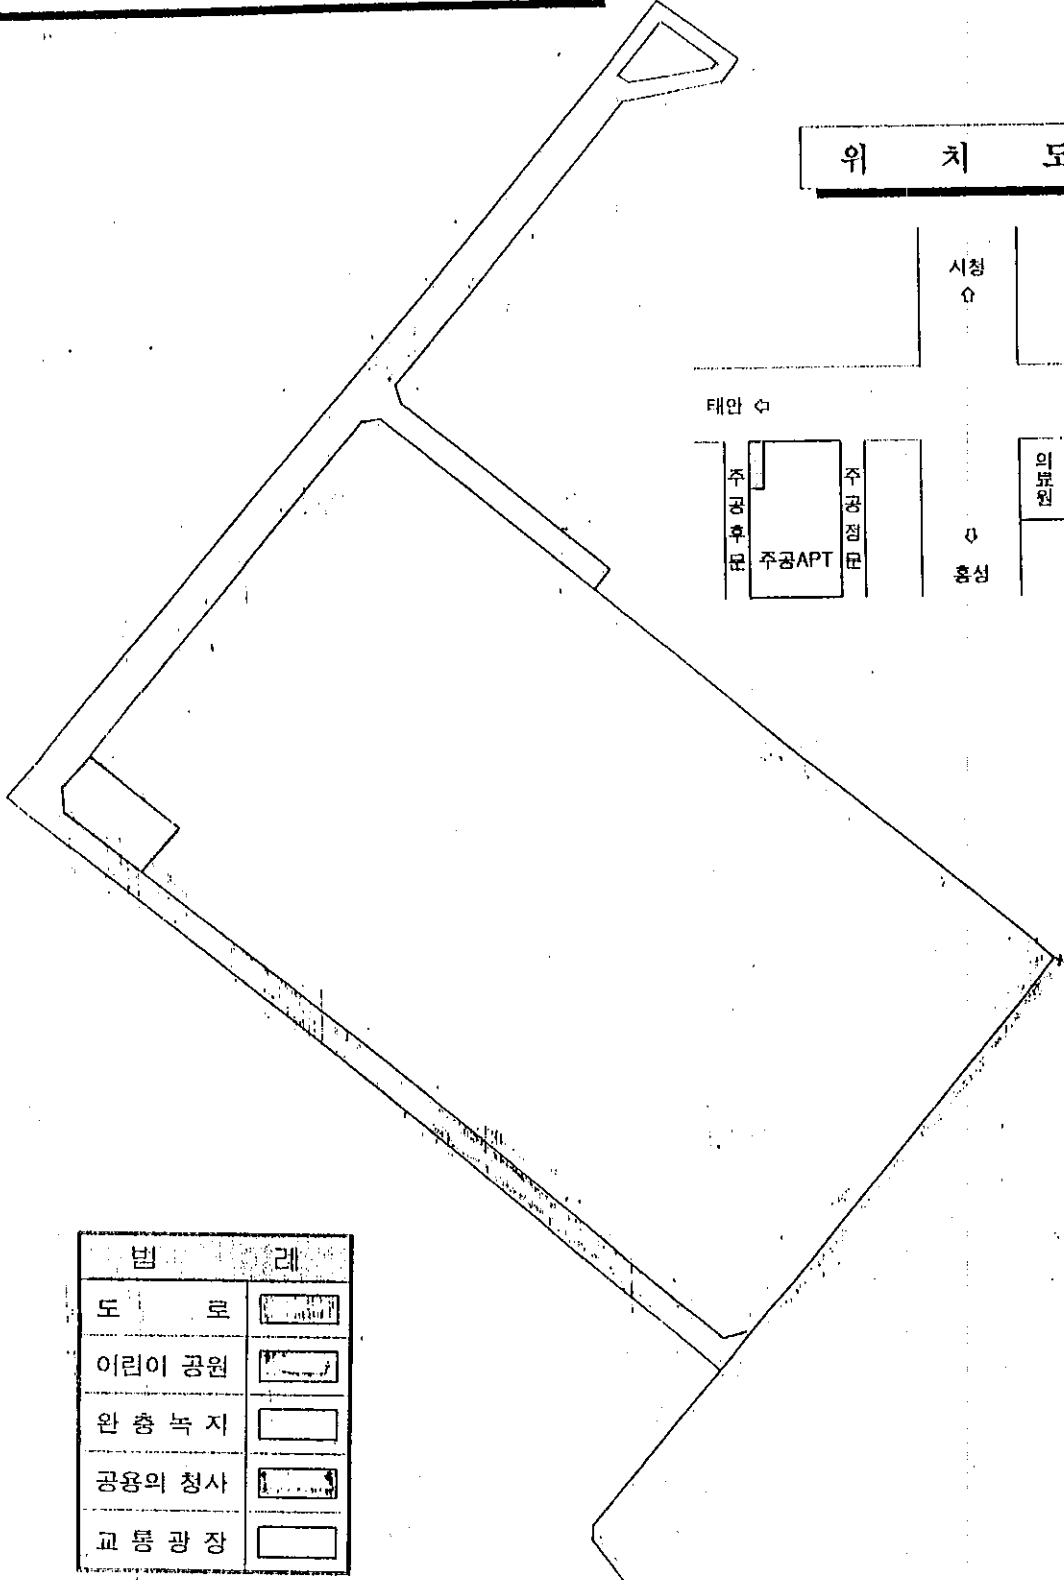 위 치 도
시청
⇧
태안 ⇦
주공후문
주공APT
주공정문
의료원
⇩
홍성
범 례
도 로
어린이 공원
완 충 녹 지
공용의 청사
교 통 광 장